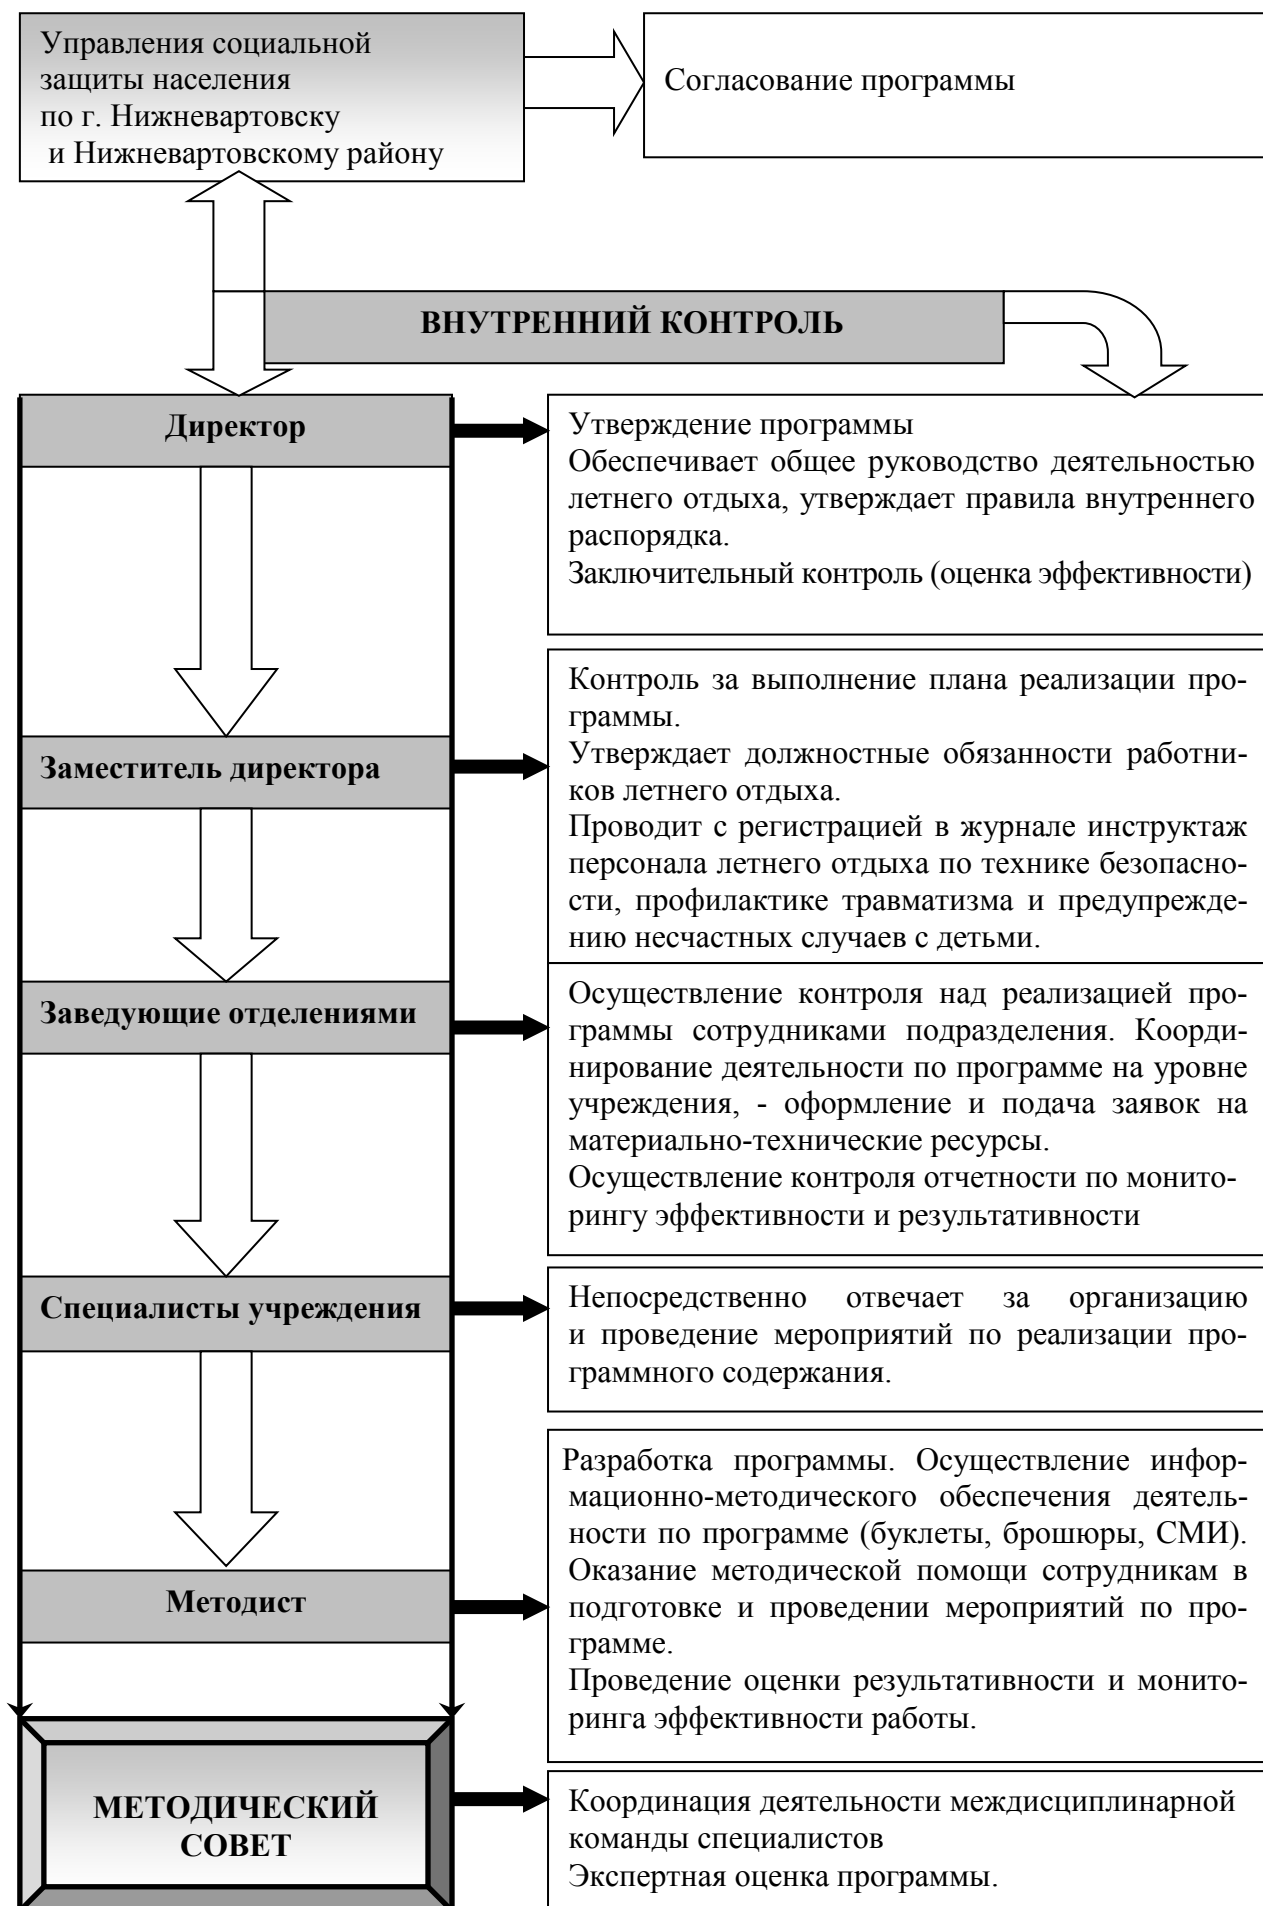 Управления социальной
защиты населения
по г. Нижневартовску
и Нижневартовскому району
Согласование программы
ВНУТРЕННИЙ КОНТРОЛЬ
Директор
Утверждение программы
Обеспечивает общее руководство деятельностью
летнего отдыха, утверждает правила внутреннего
распорядка.
Заключительный контроль (оценка эффективности)
Заместитель директора
Контроль за выполнение плана реализации про-
граммы.
Утверждает должностные обязанности работни-
ков летнего отдыха.
Проводит с регистрацией в журнале инструктаж
персонала летнего отдыха по технике безопасно-
сти, профилактике травматизма и предупрежде-
нию несчастных случаев с детьми.
Заведующие отделениями
Осуществление контроля над реализацией про-
граммы сотрудниками подразделения. Коорди-
нирование деятельности по программе на уровне
учреждения, - оформление и подача заявок на
материально-технические ресурсы.
Осуществление контроля отчетности по монито-
рингу эффективности и результативности
Специалисты учреждения
Непосредственно отвечает за организацию
и проведение мероприятий по реализации про-
граммного содержания.
Методист
Разработка программы. Осуществление инфор-
мационно-методического обеспечения деятель-
ности по программе (буклеты, брошюры, СМИ).
Оказание методической помощи сотрудникам в
подготовке и проведении мероприятий по про-
грамме.
Проведение оценки результативности и монито-
ринга эффективности работы.
МЕТОДИЧЕСКИЙ
СОВЕТ
Координация деятельности междисциплинарной
команды специалистов
Экспертная оценка программы.